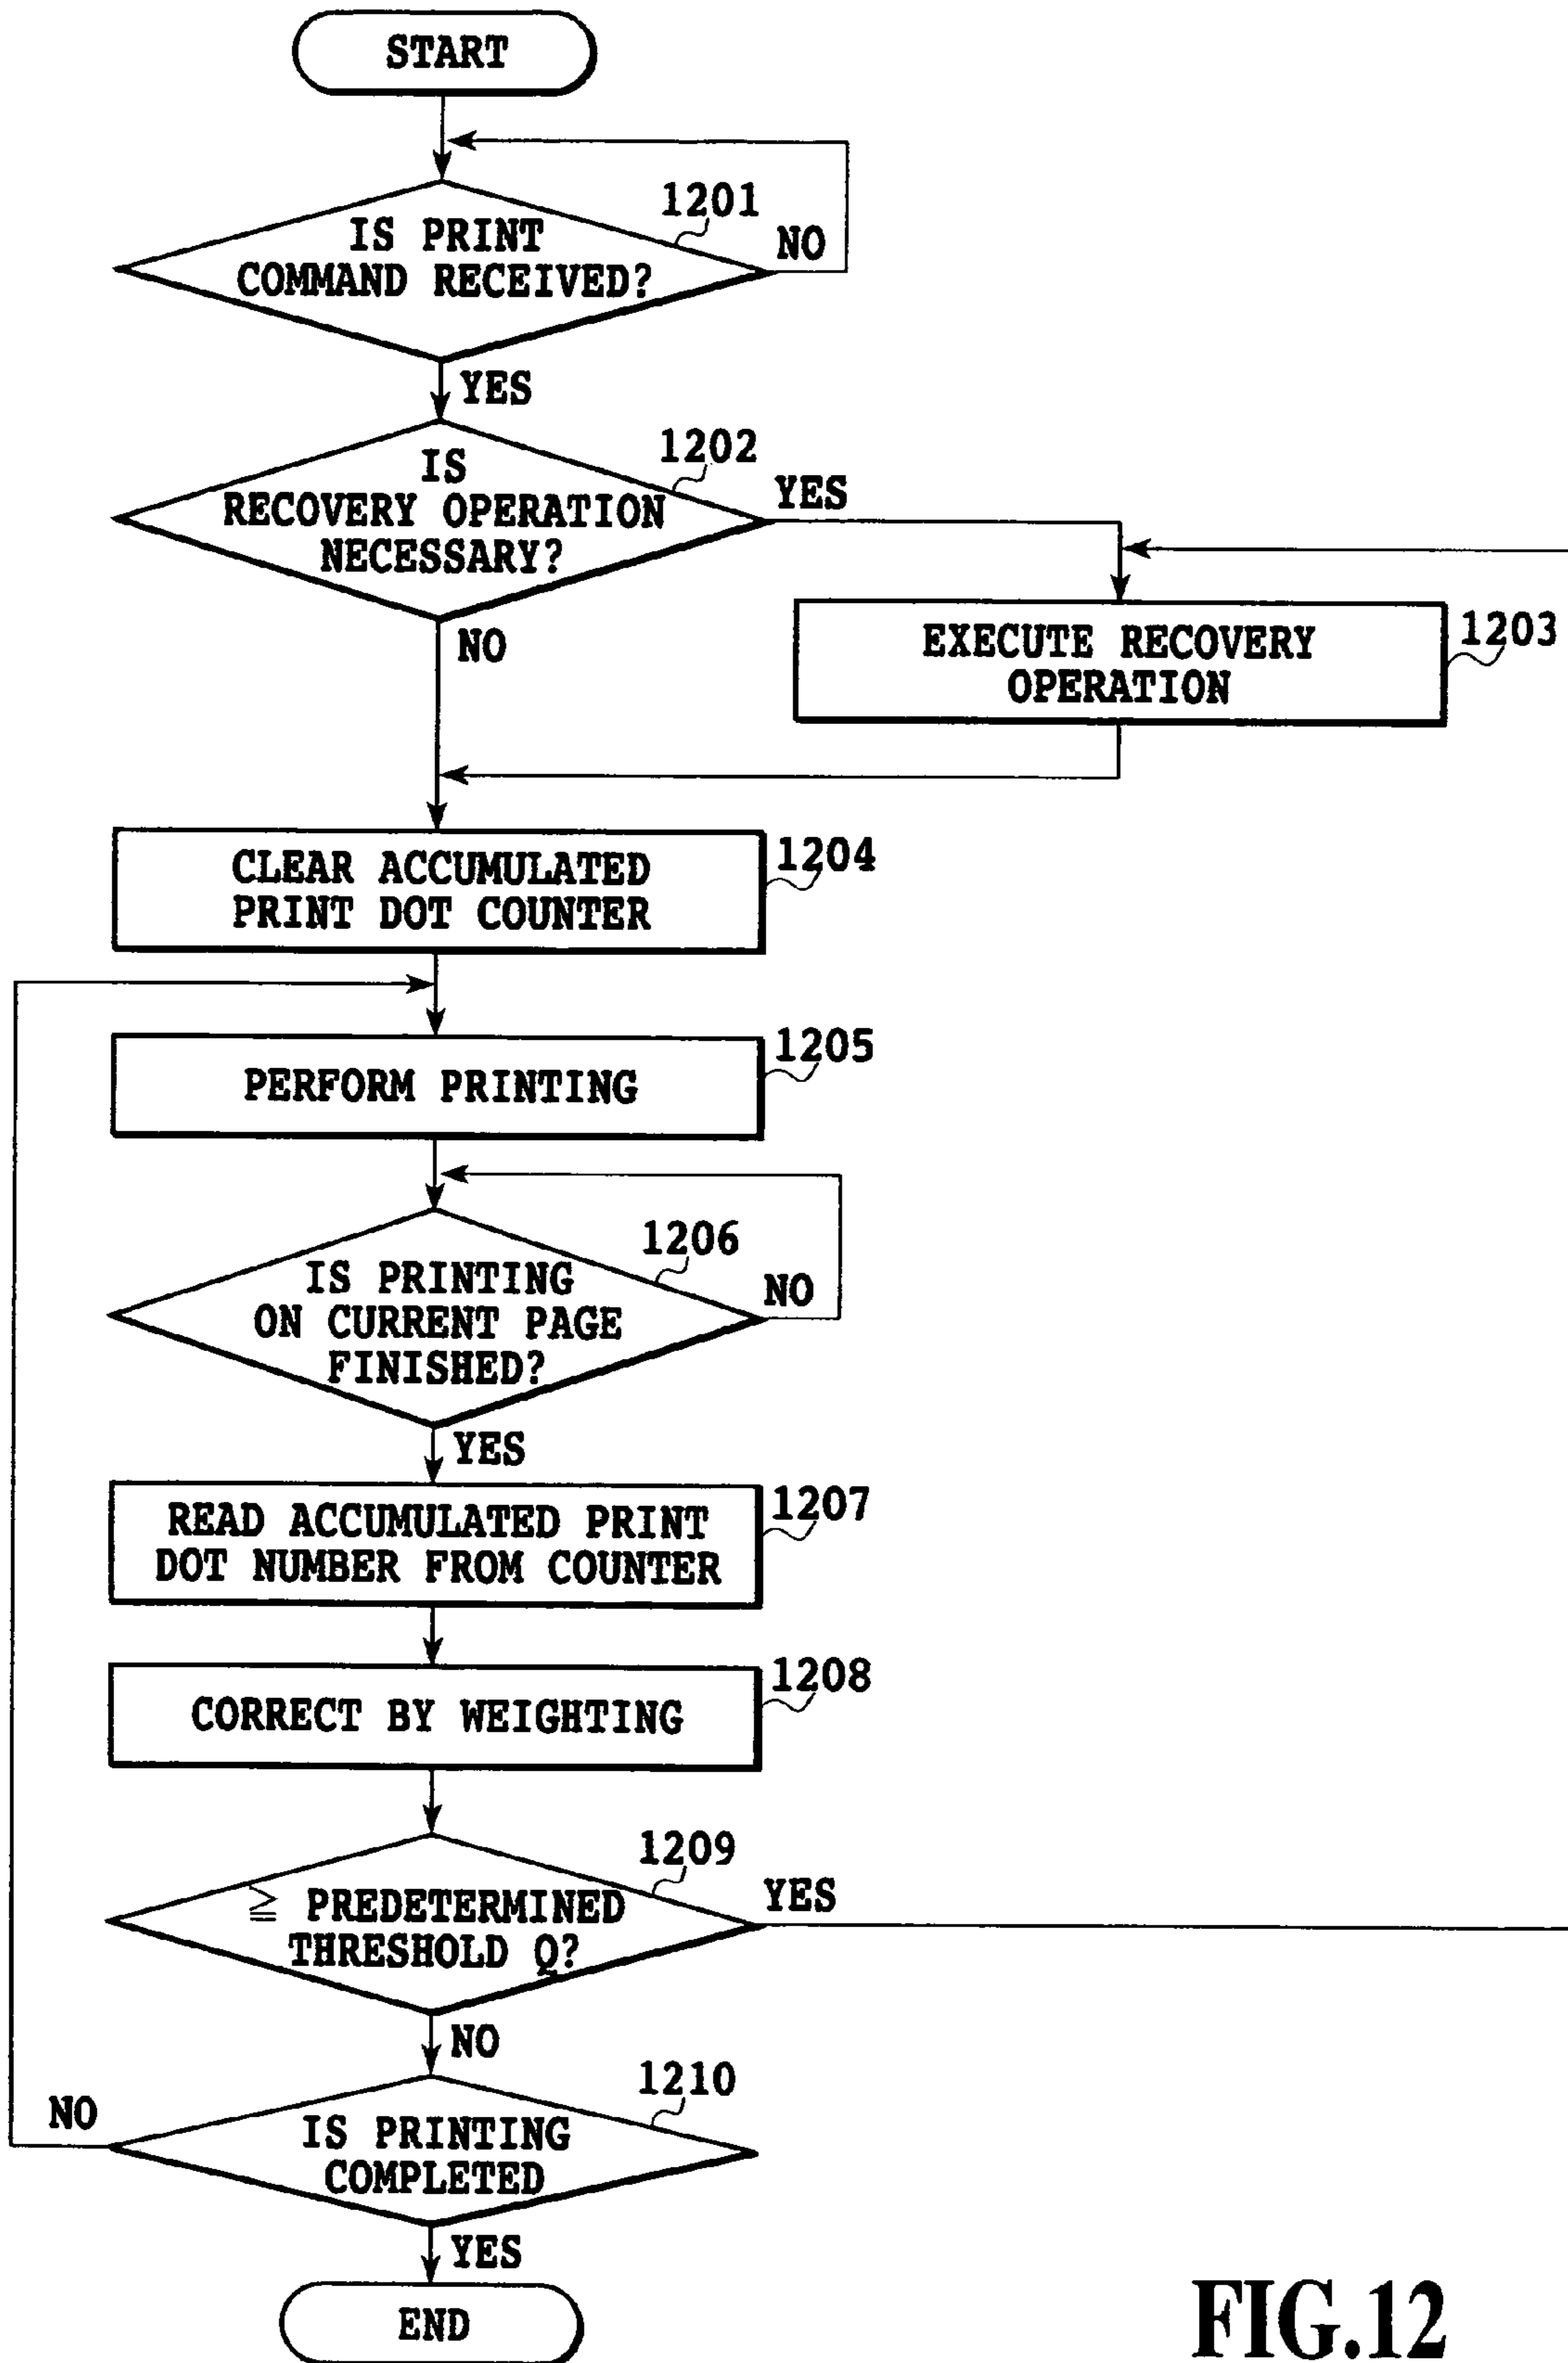 START
1201
IS PRINT
COMMAND RECEIVED?
NO
YES
1202
IS
RECOVERY OPERATION
NECESSARY?
YES
NO
EXECUTE RECOVERY
OPERATION
1203
CLEAR ACCUMULATED
PRINT DOT COUNTER
1204
PERFORM PRINTING
1205
1206
IS PRINTING
ON CURRENT PAGE
FINISHED?
NO
YES
READ ACCUMULATED PRINT
DOT NUMBER FROM COUNTER
1207
CORRECT BY WEIGHTING
1208
1209
≧ PREDETERMINED
THRESHOLD Q?
YES
NO
1210
IS PRINTING
COMPLETED
NO
YES
END
FIG.12